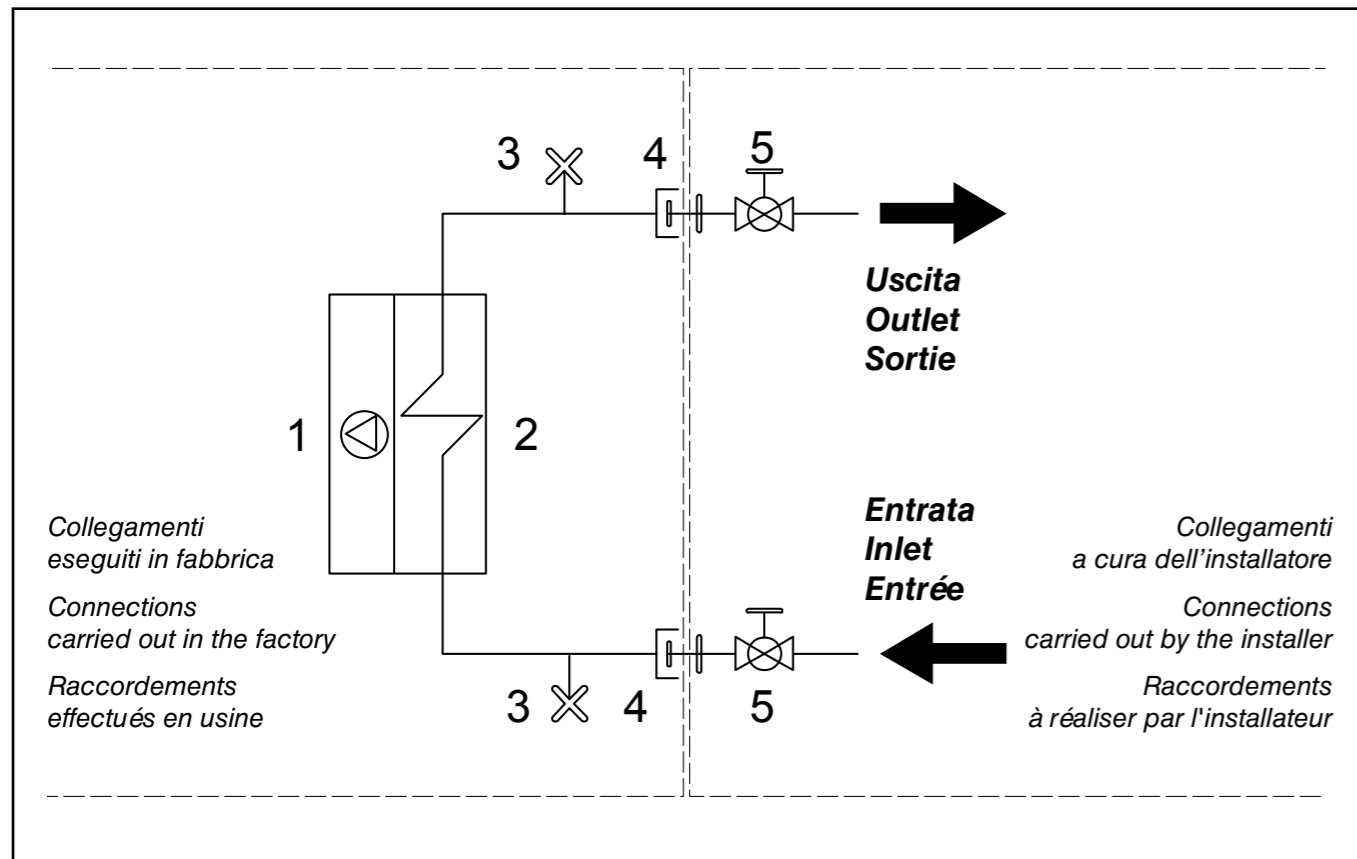 3
4
5
Uscita
Outlet
Sortie
1
2
Collegamenti
eseguiti in fabbrica
Connections
carried out in the factory
Raccordements
effectués en usine
Entrata
Inlet
Entrée
Collegamenti
a cura dell'installatore
Connections
carried out by the installer
Raccordements
à réaliser par l'installateur
3
4
5